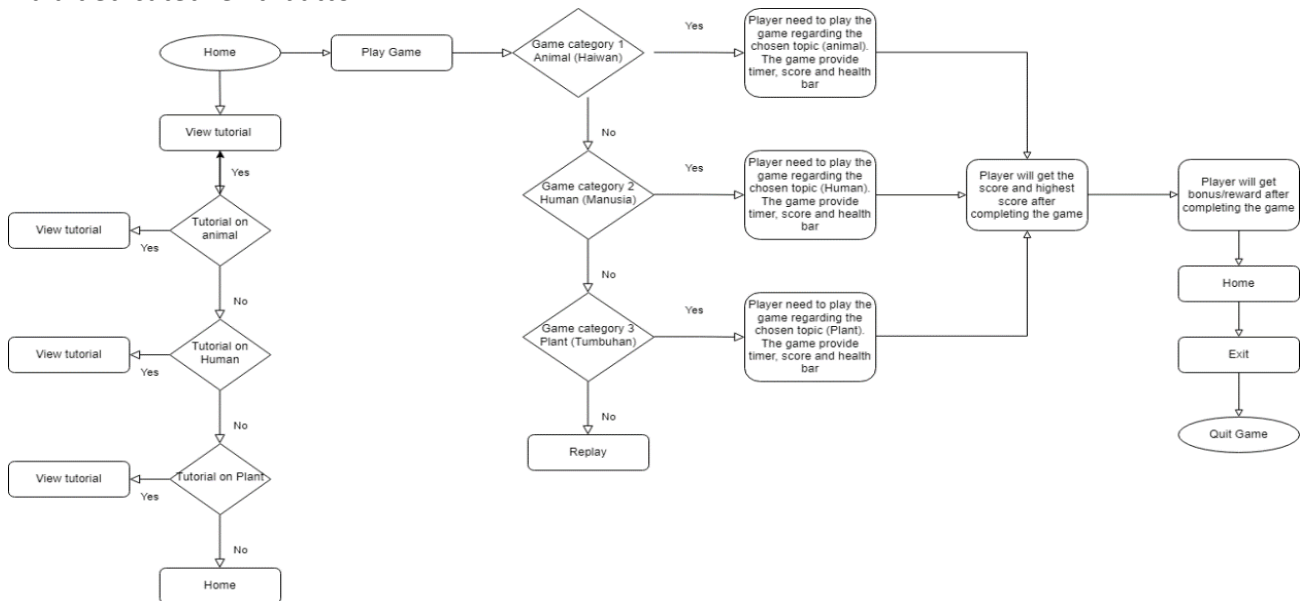 Home
Play Game
Game category 1
Animal (Haiwan)
Yes
Player need to play the
game regarding the
chosen topic (animal).
The game provide
timer, score and health
bar
View tutorial
No
Yes
Game category 2
Human (Manusia)
Yes
Player need to play the
game regarding the
chosen topic (Human).
The game provide
timer, score and health
bar
Player will get the
score and highest
score after
completing the game
Player will get
bonus/reward after
completing the game
View tutorial
Yes
Tutorial on
animal
No
Home
No
Game category 3
Plant (Tumbuhan)
Yes
Player need to play the
game regarding the
chosen topic (Plant).
The game provide
timer, score and health
bar
View tutorial
Yes
Tutorial on
Human
Exit
No
No
Replay
Quit Game
View tutorial
Yes
Tutorial on Plant
No
Home